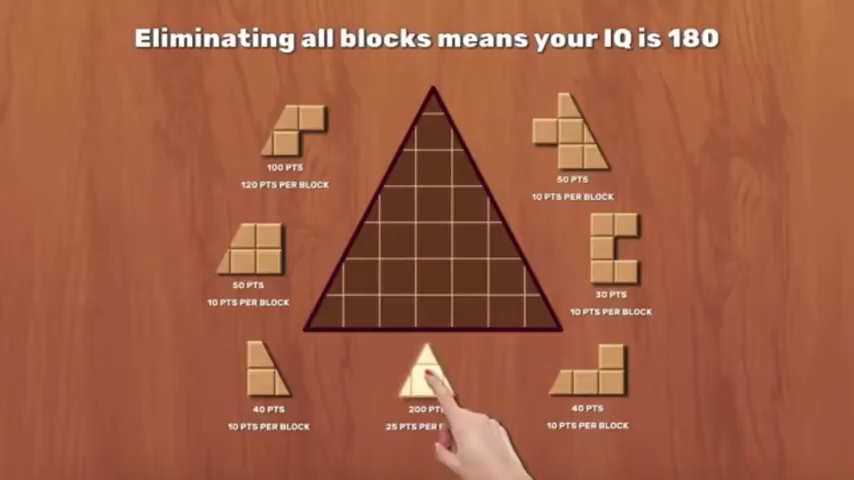 Eliminating all blocks means your IQ is 180
100 PTS
120 PTS PER BLOCK
50 PTS
10 PTS PER BLOCK
50 PTS
10 PTS PER BLOCK
30 PTS
10 PTS PER BLOCK
40 PTS
10 PTS PER BLOCK
200 PT
25 PTS PER
40 PTS
10 PTS PER BLOCK